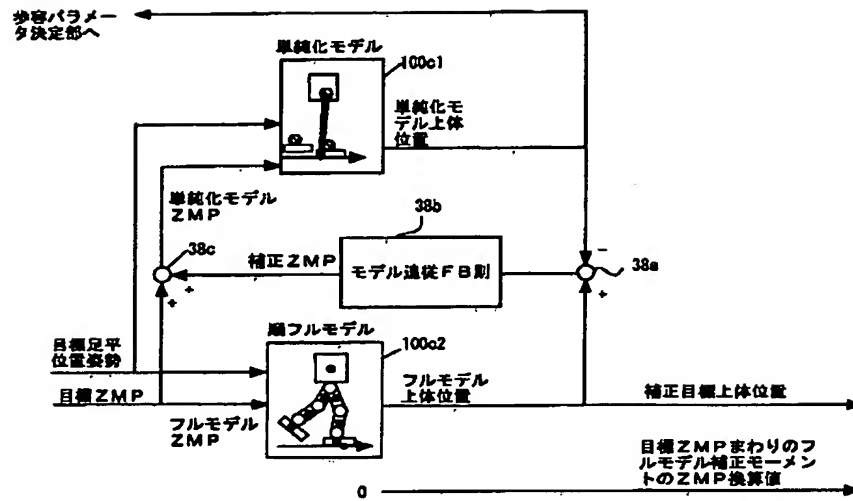 歩容パラメー
タ決定部へ
単純化モデル
100c1
単純化モ
デル上体
位置
単純化モデル
ZMP
38b
38c
補正ZMP
モデル追従FB則
-
38a
+
+
+
順フルモデル
100c2
目標足平
位置姿勢
目標ZMP
フルモデル
ZMP
フルモデル
上体位置
補正目標上体位置
目標ZMPまわりのフ
ルモデル補正モーメン
トのZMP換算値
0